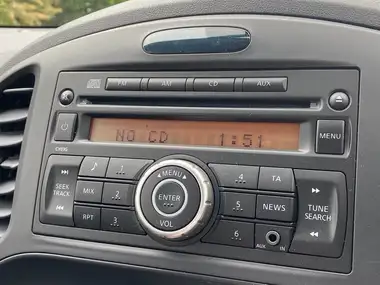 FM AM CD AUX
NO CD 1:51
MENU
SEEK
TRACK
MIX
RPT
1
2
3
MENU
ENTER
VOL
4
5
6
TA
NEWS
AUX IN
TUNE
SEARCH